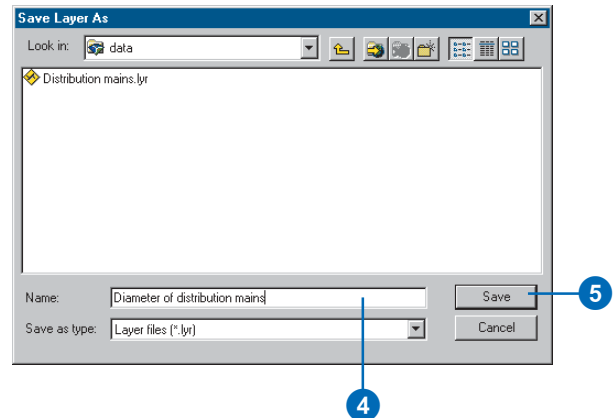 Save Layer As
Look in: data
Distribution mains.lyr
Name: Diameter of distribution mains Save 5
Save as type: Layer files (*.lyr) Cancel
4